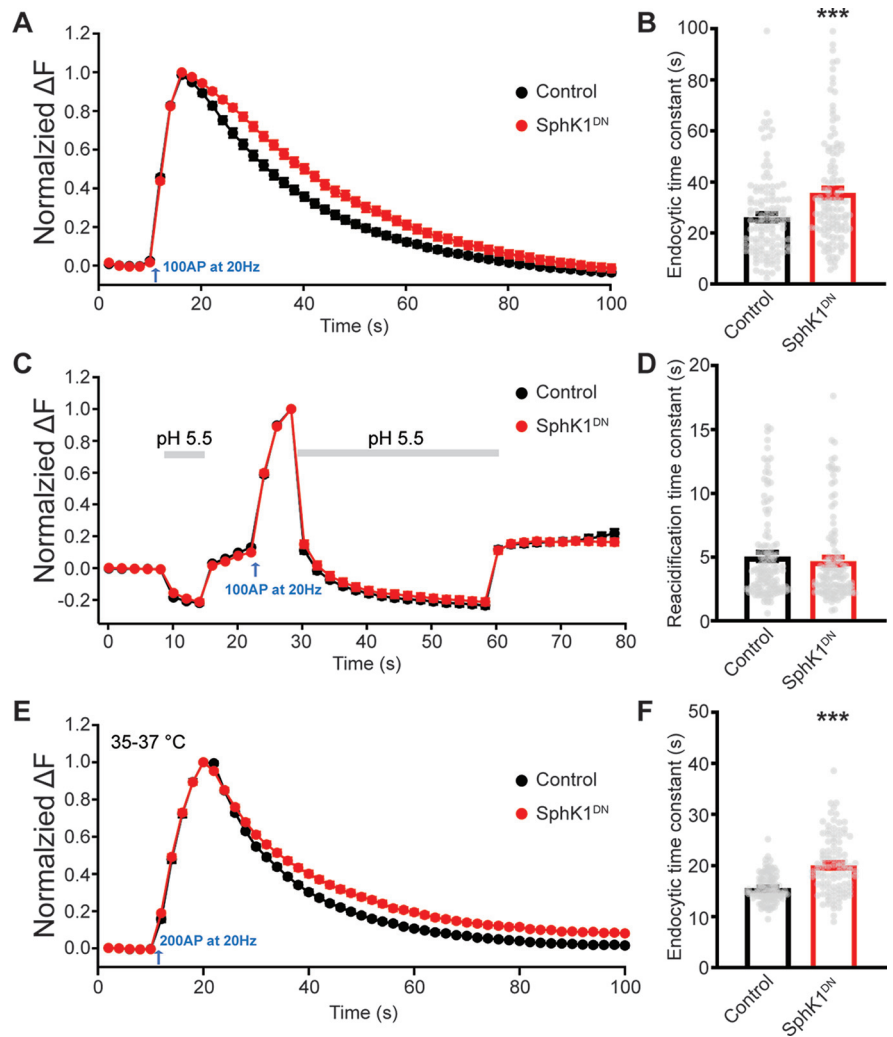 A
Normalzied ΔF
1.2
1.0
0.8
0.6
0.4
0.2
0.0
Control
SphK1DN
100AP at 20Hz
0 20 40 60 80 100
Time (s)
B
Endocytic time constant (s)
100
80
60
40
20
0
***
Control
SphK1DN
C
Normalzied ΔF
1.2
1.0
0.8
0.6
0.4
0.2
0.0
-0.2
Control
SphK1DN
pH 5.5
pH 5.5
100AP at 20Hz
0 10 20 30 40 50 60 70 80
Time (s)
D
Reacidification time constant (s)
20
15
10
5
0
Control
SphK1DN
E
Normalzied ΔF
1.2
1.0
0.8
0.6
0.4
0.2
0.0
35-37 °C
Control
SphK1DN
200AP at 20Hz
0 20 40 60 80 100
Time (s)
F
Endocytic time constant (s)
50
40
30
20
10
0
***
Control
SphK1DN